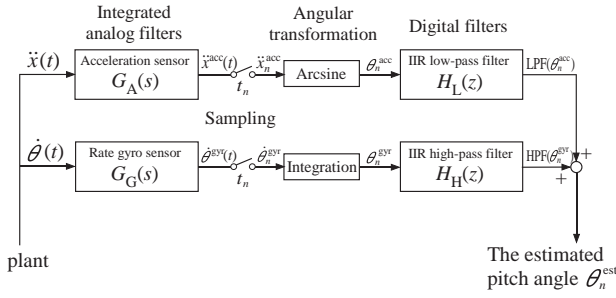 Integrated
analog filters
Angular
transformation
Digital filters
ẍ(t)
Acceleration sensor
G_A(s)
ẍ^acc(t)
t_n
ẍ_n^acc
Arcsine
θ_n^acc
IIR low-pass filter
H_L(z)
LPF(θ_n^acc)
Sampling
θ̇(t)
Rate gyro sensor
G_G(s)
θ̇^gyr(t)
t_n
θ̇_n^gyr
Integration
θ_n^gyr
IIR high-pass filter
H_H(z)
HPF(θ_n^gyr)
+
+
plant
The estimated
pitch angle θ_n^est